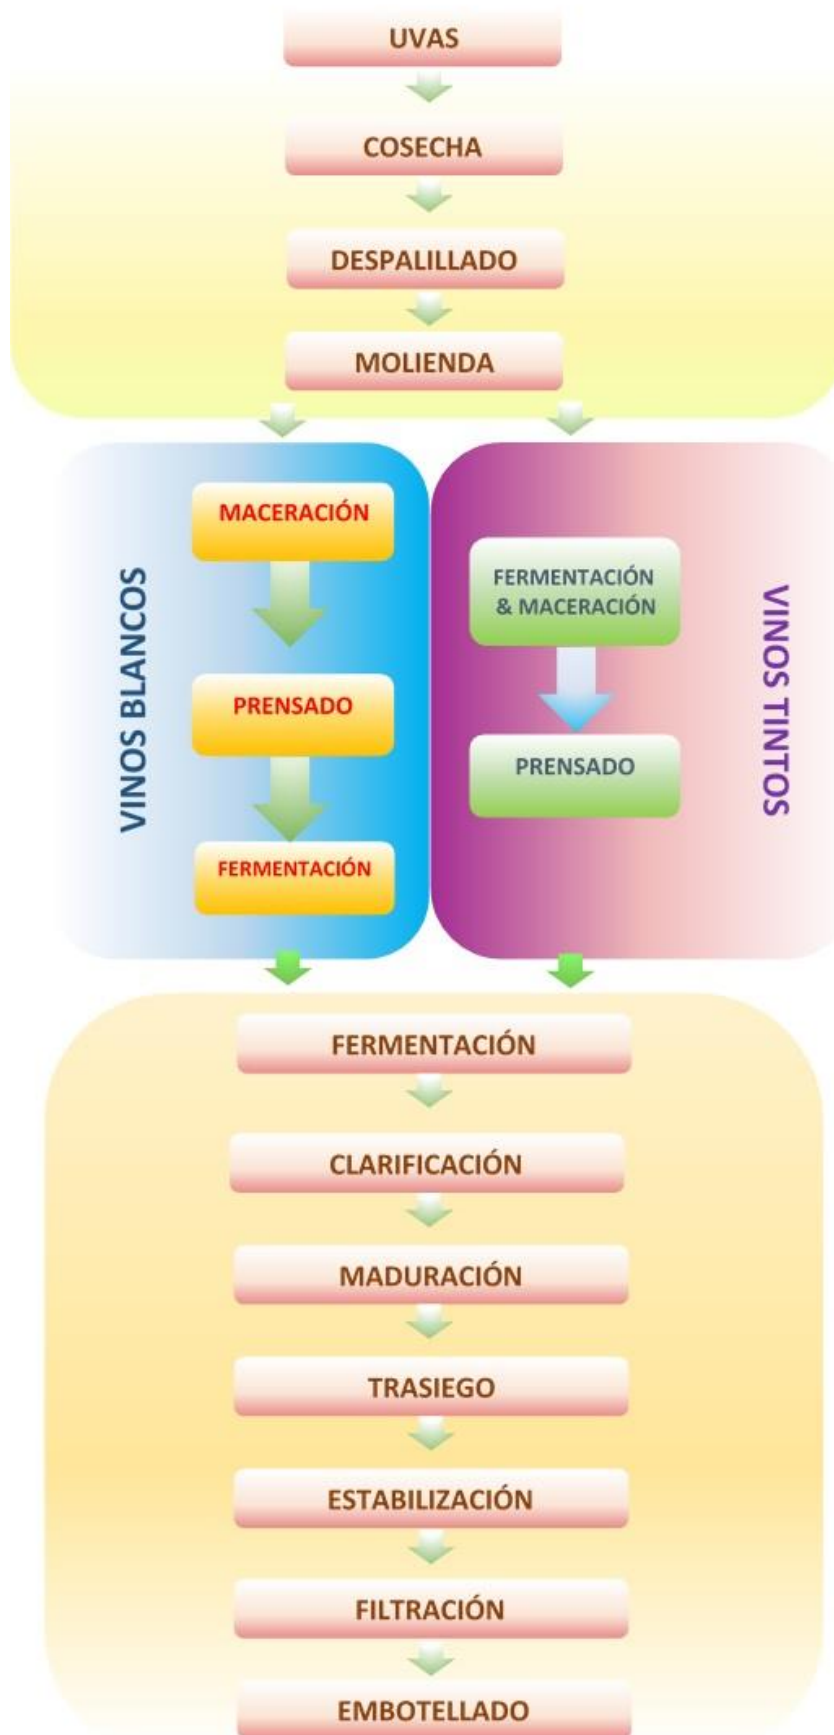 UVAS
COSECHA
DESPALILLADO
MOLIENDA
VINOS BLANCOS
MACERACIÓN
PRENSADO
FERMENTACIÓN
FERMENTACIÓN
& MACERACIÓN
PRENSADO
VINOS TINTOS
FERMENTACIÓN
CLARIFICACIÓN
MADURACIÓN
TRASIEGO
ESTABILIZACIÓN
FILTRACIÓN
EMBOTELLADO